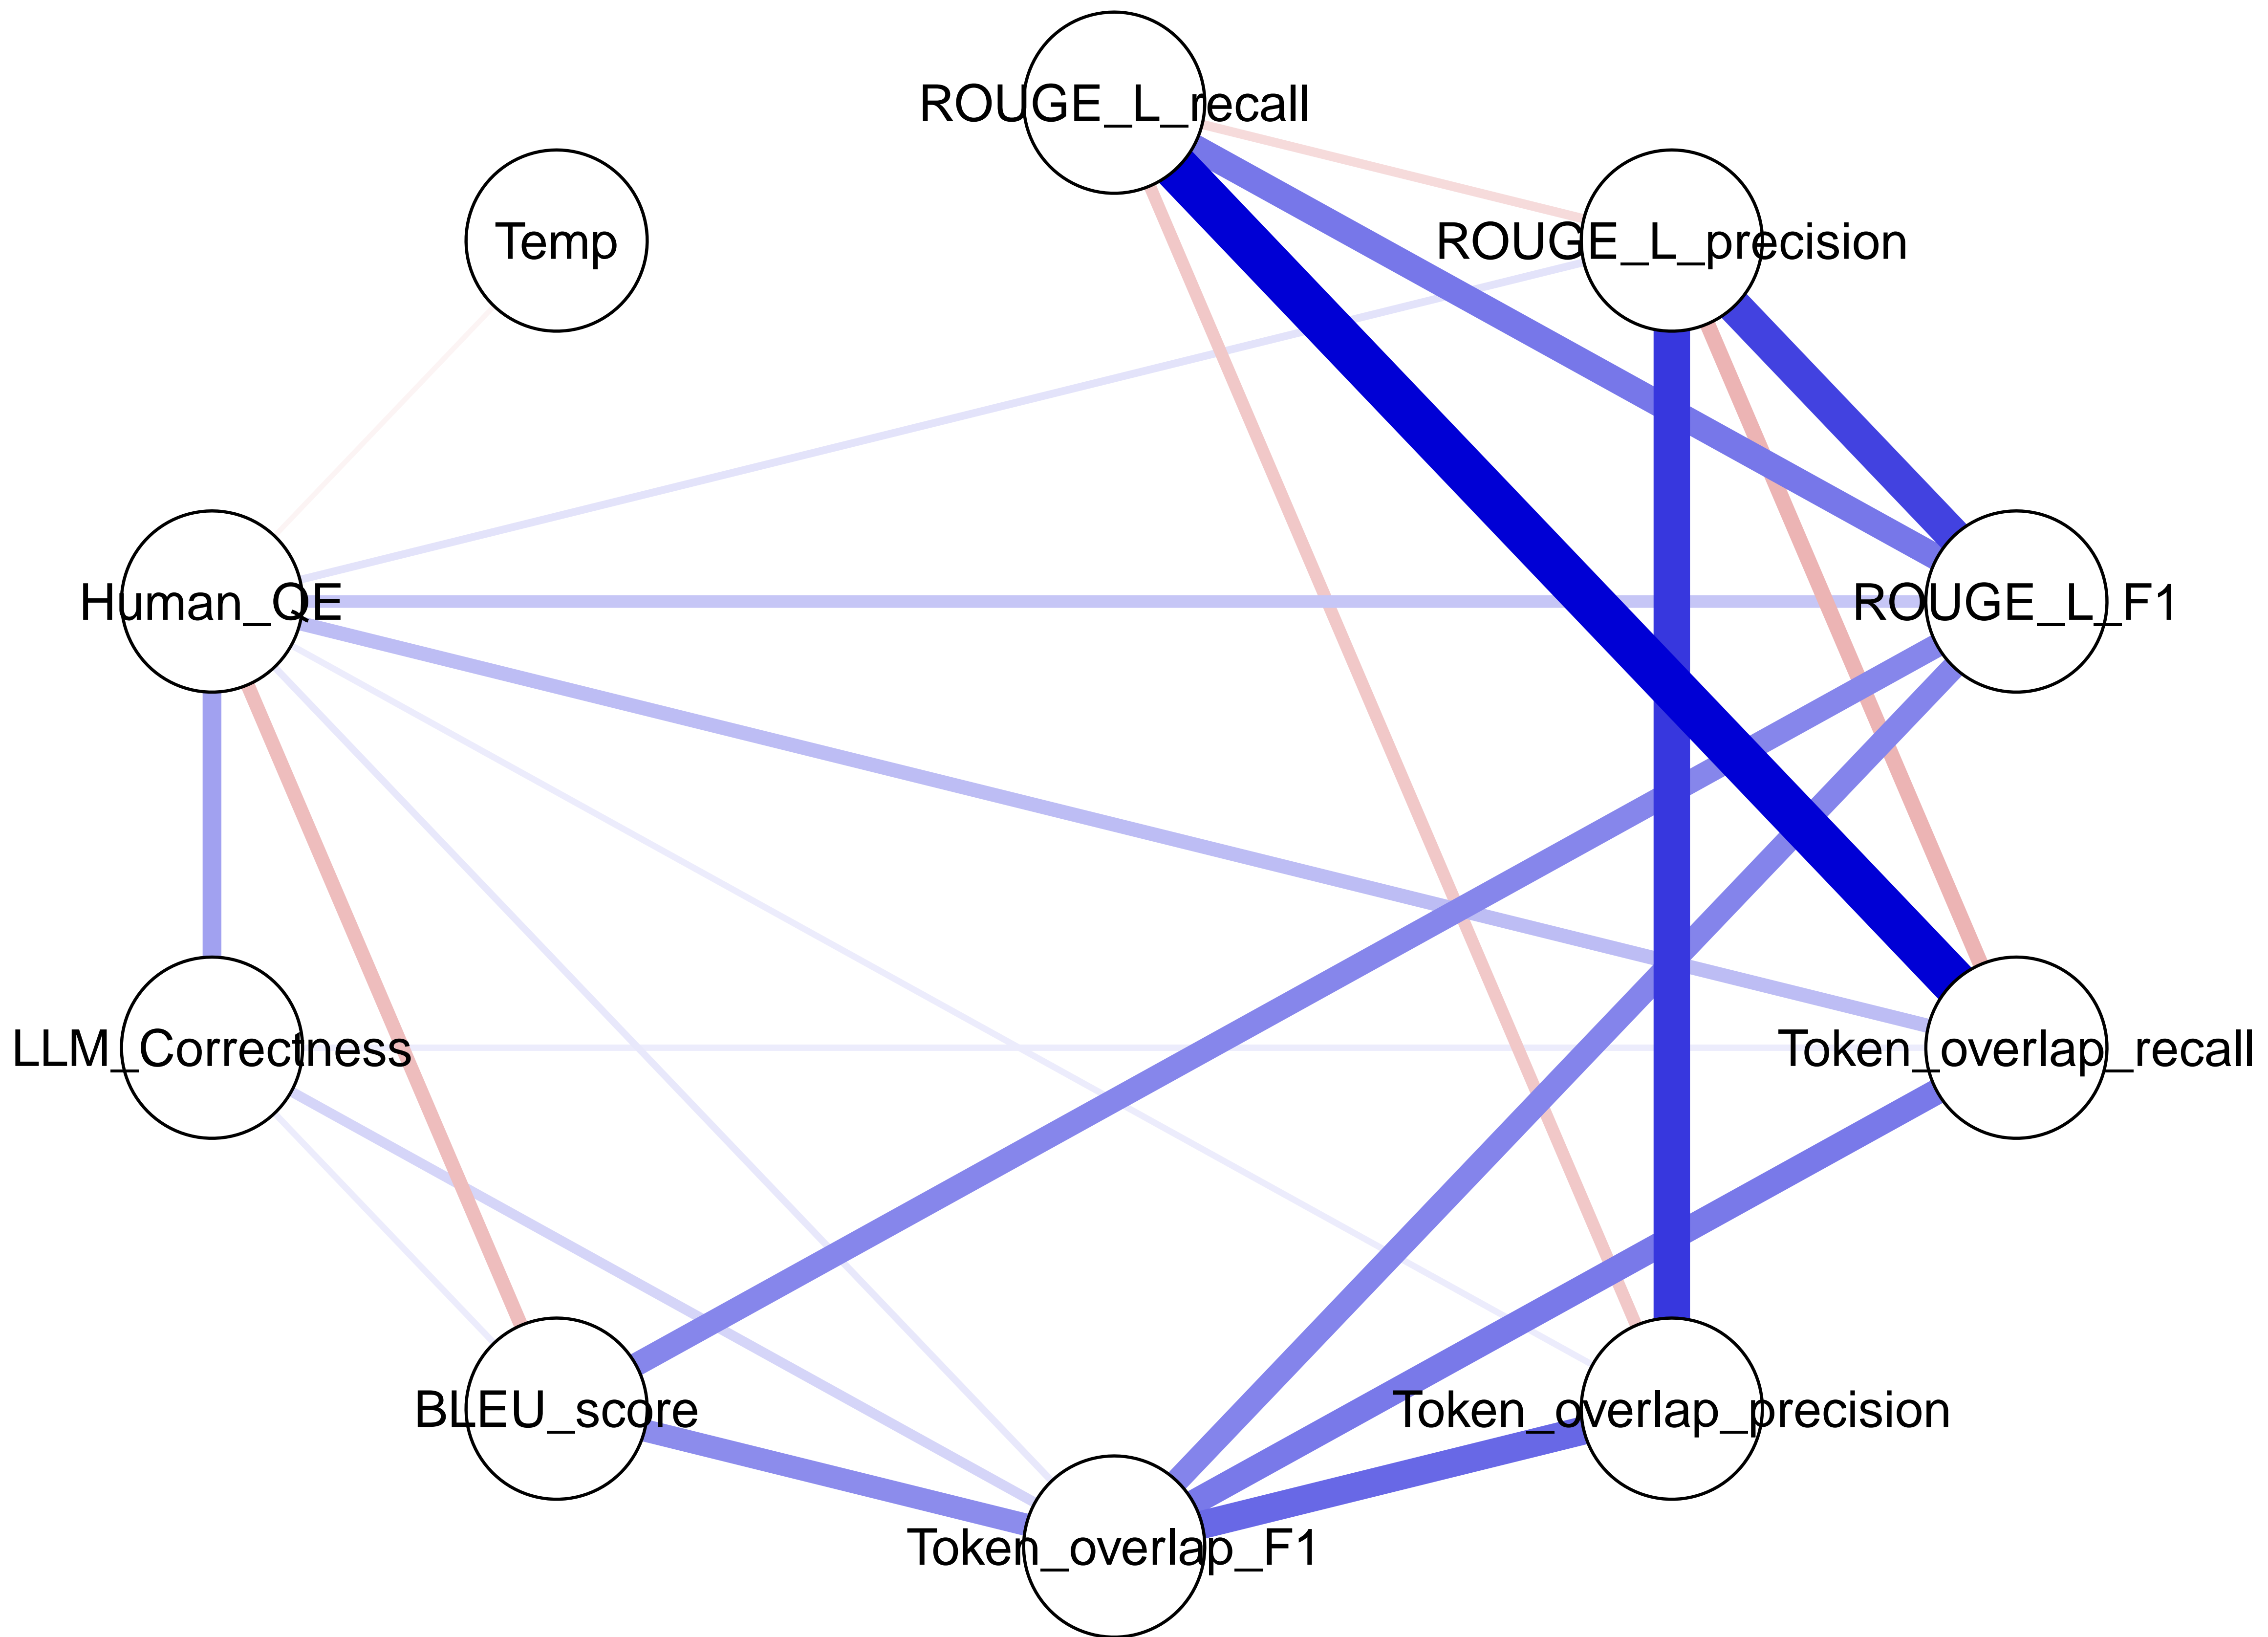 ROUGE_L_recall
Temp
ROUGE_L_precision
Human_QE
ROUGE_L_F1
LLM_Correctness
Token_overlap_recall
BLEU_score
Token_overlap_precision
Token_overlap_F1